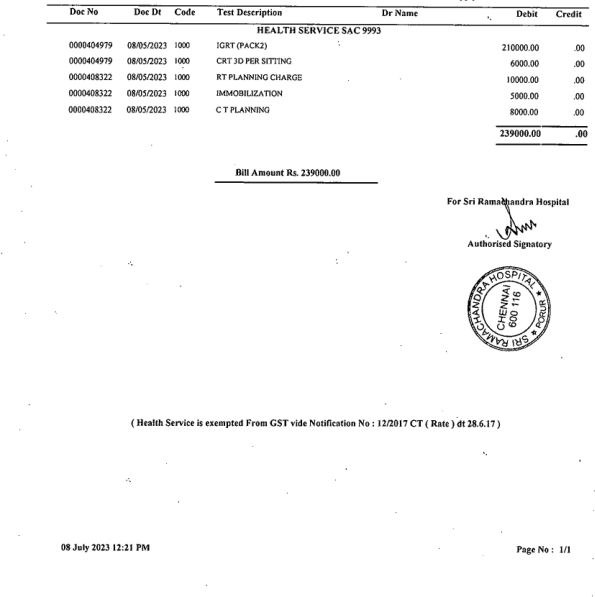 Doc No Doc Dt Code Test Description Dr Name Debit Credit
HEALTH SERVICE SAC 9993
0000404979 08/05/2023 1000 IGRT (PACK2) 210000.00 .00
0000404979 08/05/2023 1000 CRT 3D PER SITTING 6000.00 .00
0000408322 08/05/2023 1000 RT PLANNING CHARGE 10000.00 .00
0000408322 08/05/2023 1000 IMMOBILIZATION 5000.00 .00
0000408322 08/05/2023 1000 C T PLANNING 8000.00 .00
239000.00 .00
Bill Amount Rs. 239000.00
For Sri Ramachandra Hospital
Authorised Signatory
SRI RAMACHANDRA HOSPITAL
★ PORUR ★
CHENNAI
600 116
( Health Service is exempted From GST vide Notification No : 12/2017 CT ( Rate ) dt 28.6.17 )
08 July 2023 12:21 PM Page No : 1/1